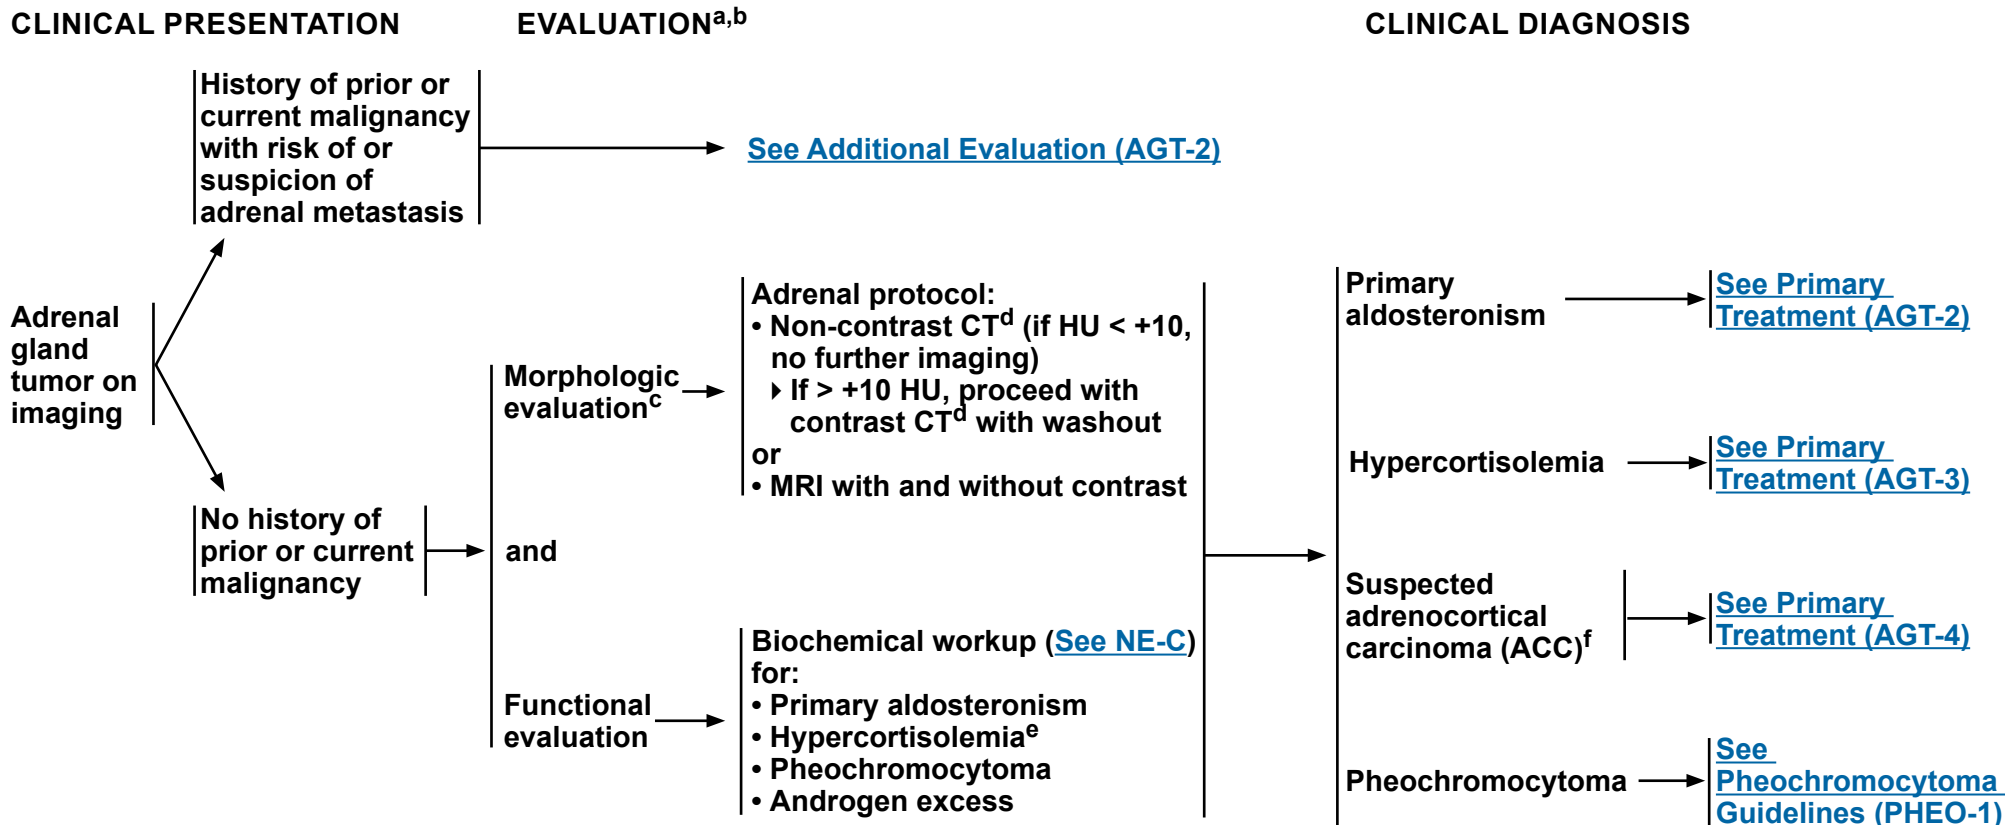 CLINICAL PRESENTATION
EVALUATIONa,b
CLINICAL DIAGNOSIS
History of prior or
current malignancy
with risk of or
suspicion of
adrenal metastasis
See Additional Evaluation (AGT-2)
Adrenal
gland
tumor on
imaging
No history of
prior or current
malignancy
Morphologic
evaluationc
and
Functional
evaluation
Adrenal protocol:
• Non-contrast CTd (if HU < +10,
no further imaging)
‣ If > +10 HU, proceed with
contrast CTd with washout
or
• MRI with and without contrast
Biochemical workup (See NE-C)
for:
• Primary aldosteronism
• Hypercortisolemiae
• Pheochromocytoma
• Androgen excess
Primary
aldosteronism
See Primary
Treatment (AGT-2)
Hypercortisolemia
See Primary
Treatment (AGT-3)
Suspected
adrenocortical
carcinoma (ACC)f
See Primary
Treatment (AGT-4)
Pheochromocytoma
See
Pheochromocytoma
Guidelines (PHEO-1)